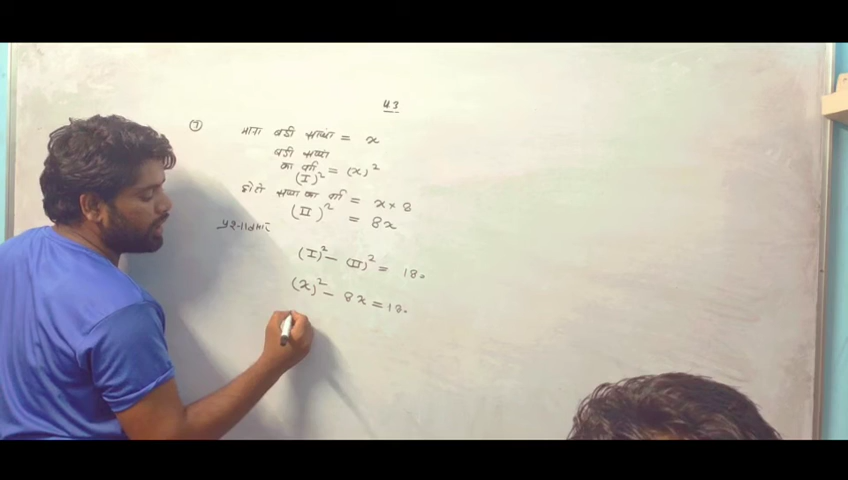 43
7 माना बडी संख्या = x
बडी संख्या
का वर्ग = (x)²
(I)²
छोटी संख्या का वर्ग = x × 8
(II)² = 8x
(I)² - (II)² = 180
(x)² - 8x = 180